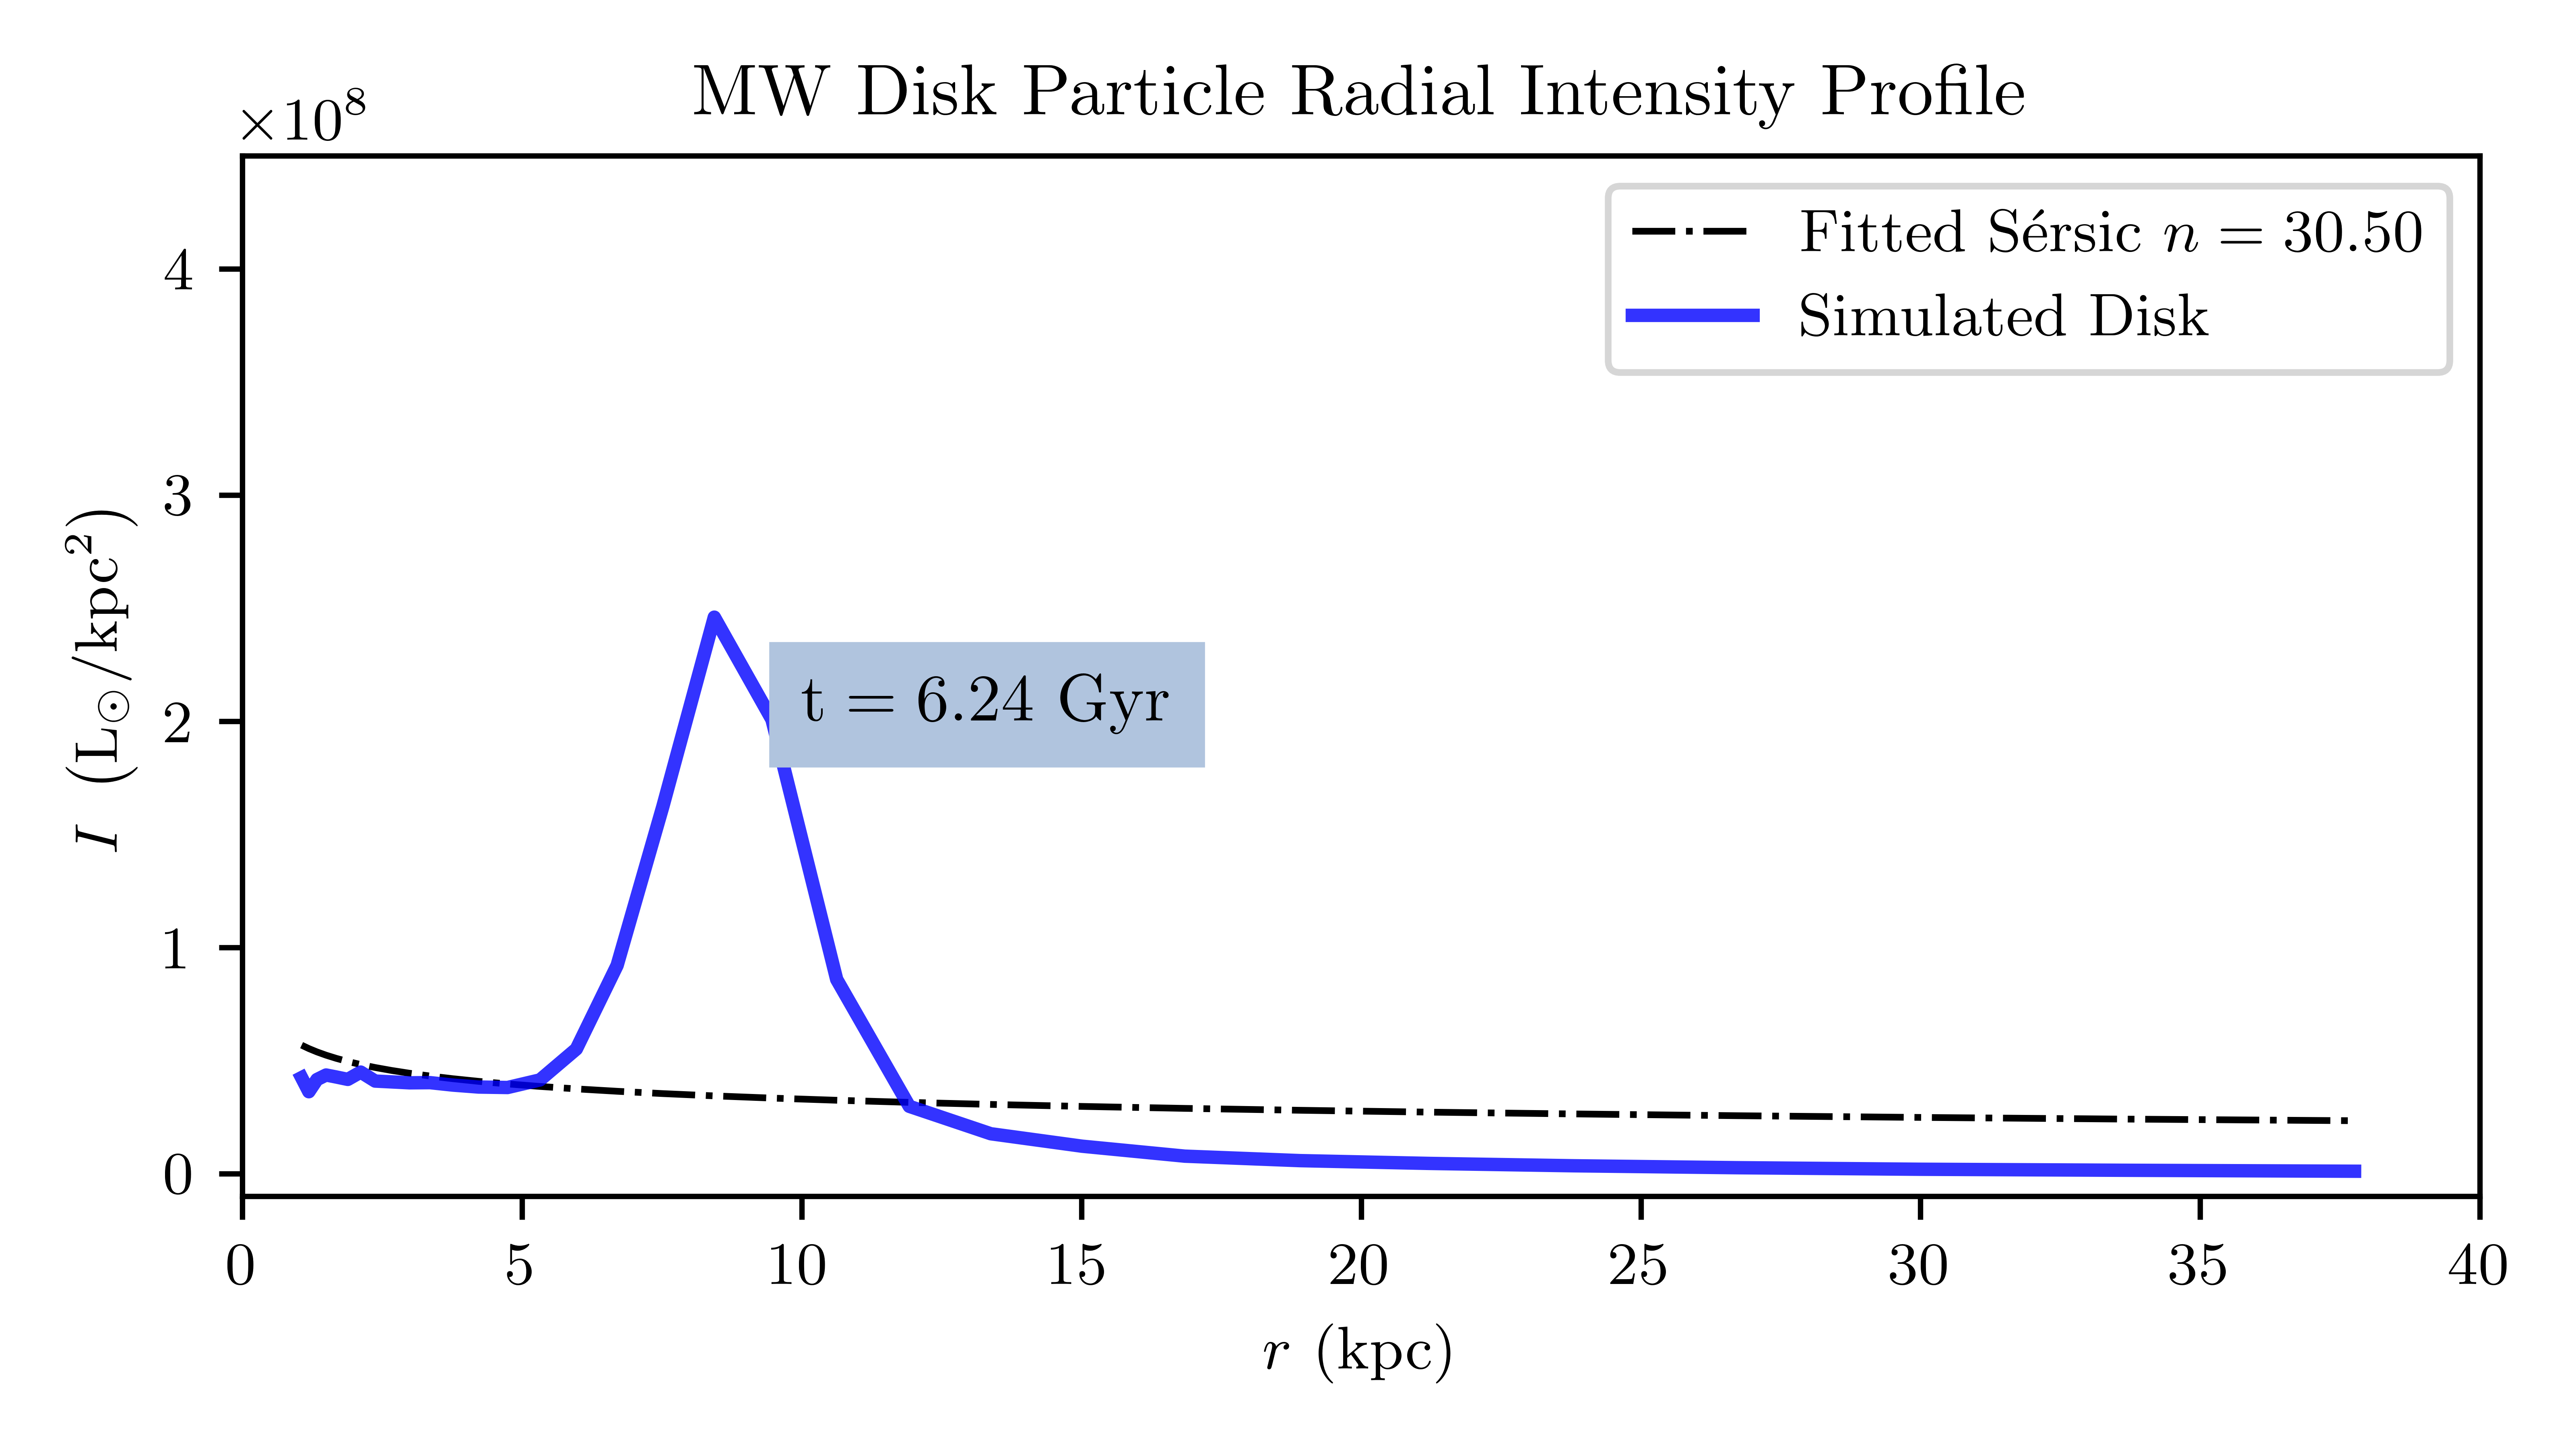 MW Disk Particle Radial Intensity Profile
×10⁸
Fitted Sérsic n = 30.50
Simulated Disk
4
3
2
1
0
I (L⊙/kpc²)
t = 6.24 Gyr
0 5 10 15 20 25 30 35 40
r (kpc)